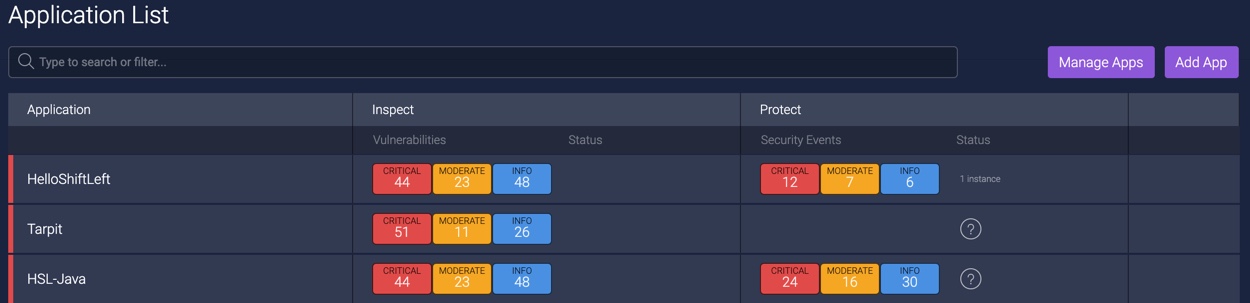 Application List
Type to search or filter...
Manage Apps
Add App
Application Inspect Protect
Vulnerabilities Status Security Events Status
CRITICAL MODERATE INFO CRITICAL MODERATE INFO
HelloShiftLeft 44 23 48 12 7 6 1 instance
CRITICAL MODERATE INFO
Tarpit 51 11 26 ?
CRITICAL MODERATE INFO CRITICAL MODERATE INFO
HSL-Java 44 23 48 24 16 30 ?